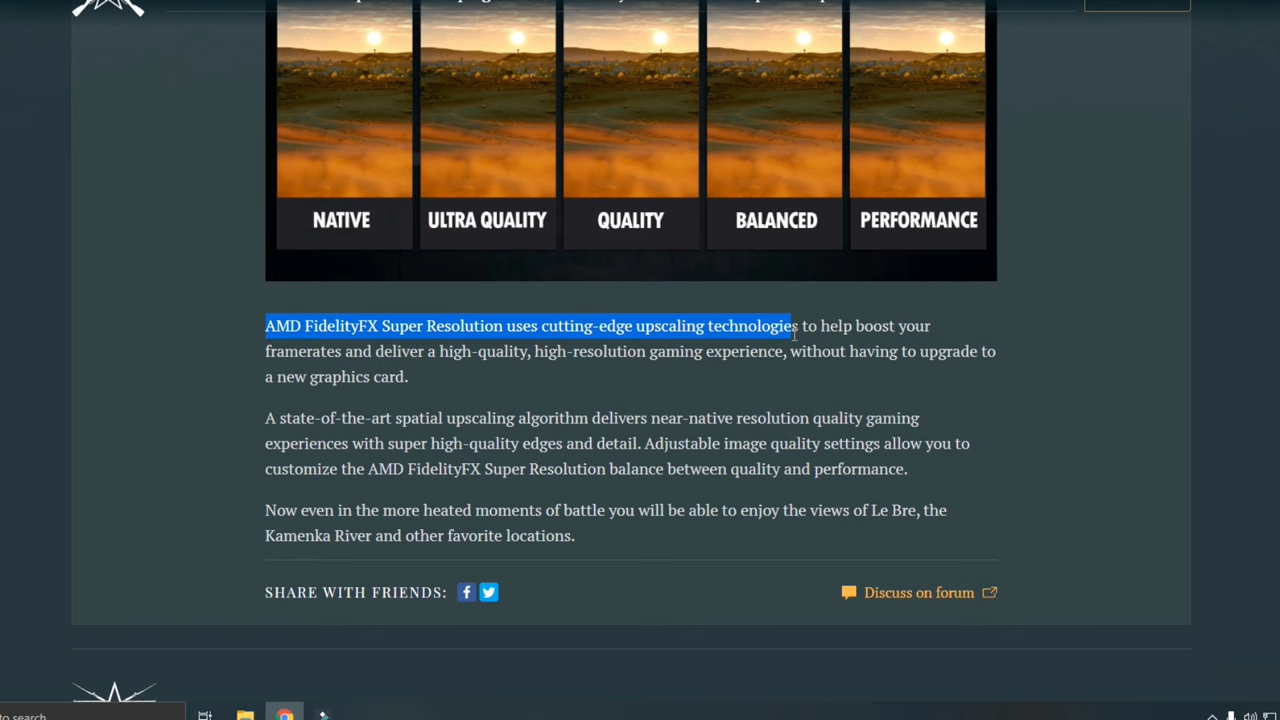 NATIVE
ULTRA QUALITY
QUALITY
BALANCED
PERFORMANCE
AMD FidelityFX Super Resolution uses cutting-edge upscaling technologies to help boost your
framerates and deliver a high-quality, high-resolution gaming experience, without having to upgrade to
a new graphics card.
A state-of-the-art spatial upscaling algorithm delivers near-native resolution quality gaming
experiences with super high-quality edges and detail. Adjustable image quality settings allow you to
customize the AMD FidelityFX Super Resolution balance between quality and performance.
Now even in the more heated moments of battle you will be able to enjoy the views of Le Bre, the
Kamenka River and other favorite locations.
SHARE WITH FRIENDS:
Discuss on forum
to search